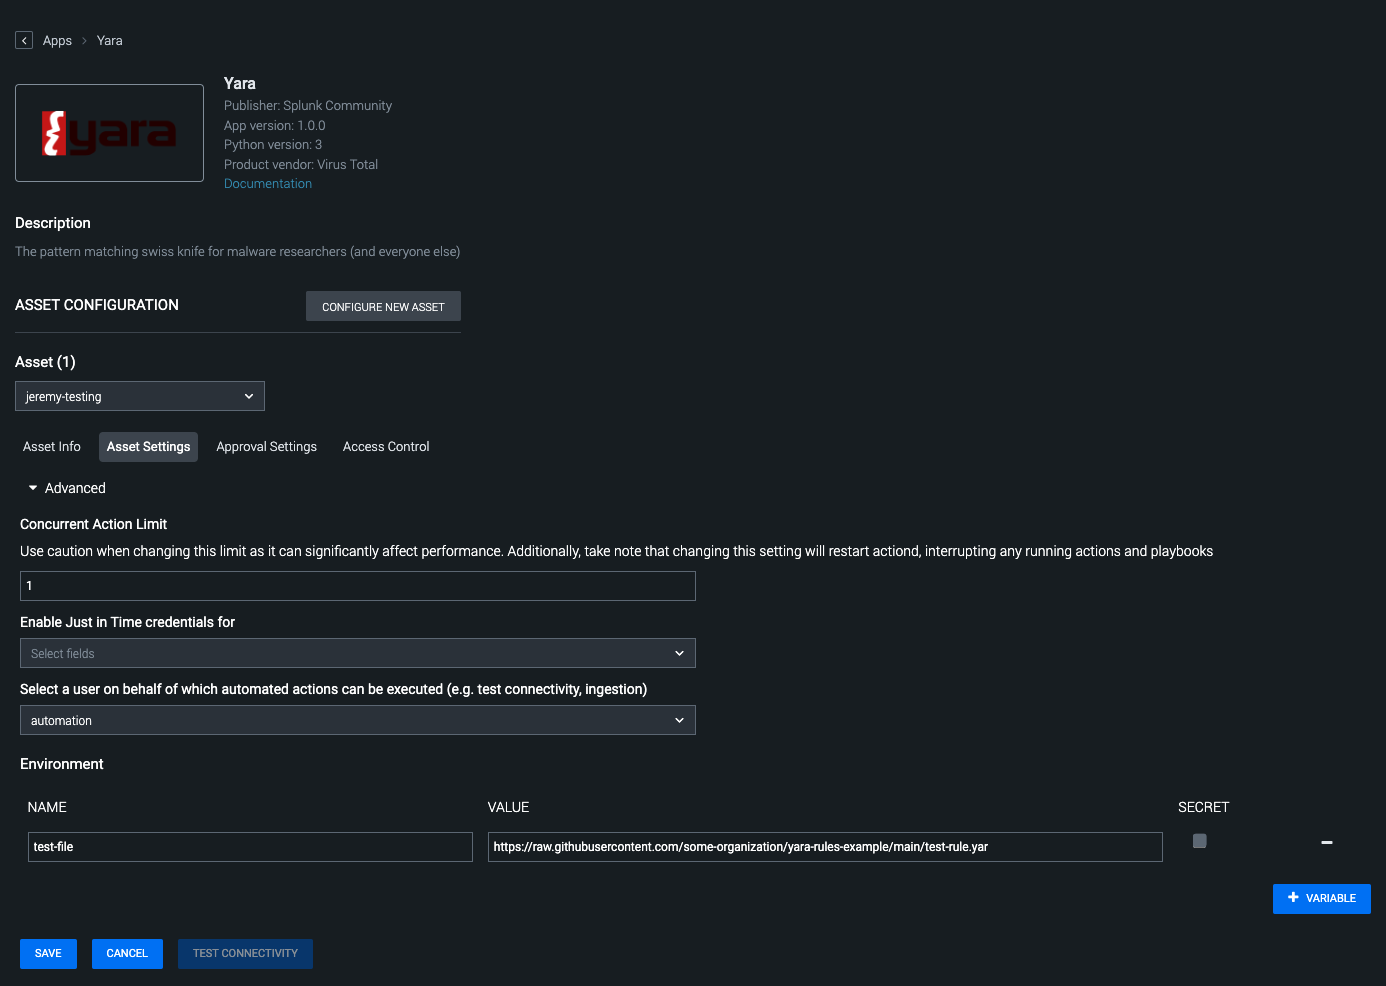 Apps > Yara
yara
Yara
Publisher: Splunk Community
App version: 1.0.0
Python version: 3
Product vendor: Virus Total
Documentation
Description
The pattern matching swiss knife for malware researchers (and everyone else)
ASSET CONFIGURATION
CONFIGURE NEW ASSET
Asset (1)
jeremy-testing
Asset Info Asset Settings Approval Settings Access Control
Advanced
Concurrent Action Limit
Use caution when changing this limit as it can significantly affect performance. Additionally, take note that changing this setting will restart actiond, interrupting any running actions and playbooks
1
Enable Just in Time credentials for
Select fields
Select a user on behalf of which automated actions can be executed (e.g. test connectivity, ingestion)
automation
Environment
NAME VALUE SECRET
test-file https://raw.githubusercontent.com/some-organization/yara-rules-example/main/test-rule.yar
+ VARIABLE
SAVE CANCEL TEST CONNECTIVITY